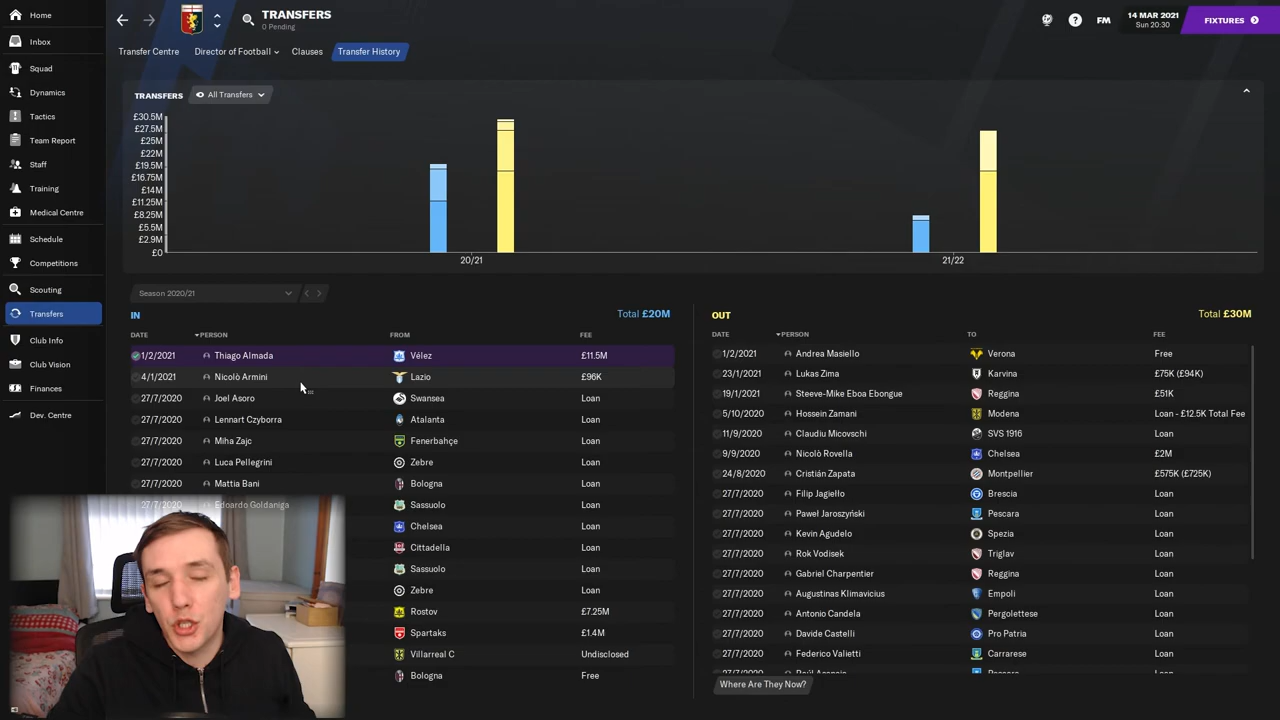 Home
Inbox
Squad
Dynamics
Tactics
Team Report
Staff
Training
Medical Centre
Schedule
Competitions
Scouting
Transfers
Club Info
Club Vision
Finances
Dev. Centre
TRANSFERS
0 Pending
FM
14 MAR 2021
Sun 20:30
FIXTURES
Transfer Centre
Director of Football
Clauses
Transfer History
TRANSFERS
All Transfers
£30.5M
£27.5M
£25M
£22M
£19.5M
£16.75M
£14M
£11.25M
£8.25M
£5.5M
£2.9M
£0
20/21
21/22
Season 2020/21
IN
Total £20M
DATE PERSON FROM FEE
1/2/2021 Thiago Almada Vélez £11.5M
4/1/2021 Nicolò Armini Lazio £96K
27/7/2020 Joel Asoro Swansea Loan
27/7/2020 Lennart Czyborra Atalanta Loan
27/7/2020 Miha Zajc Fenerbahçe Loan
27/7/2020 Luca Pellegrini Zebre Loan
27/7/2020 Mattia Bani Bologna Loan
27/7/2020 Edoardo Goldaniga Sassuolo Loan
Chelsea Loan
Cittadella Loan
Sassuolo Loan
Zebre Loan
Rostov £7.25M
Spartaks £1.4M
Villarreal C Undisclosed
Bologna Free
OUT
Total £30M
DATE PERSON TO FEE
1/2/2021 Andrea Masiello Verona Free
23/1/2021 Lukas Zima Karvina £75K (£94K)
19/1/2021 Steeve-Mike Eboa Ebongue Reggina £51K
5/10/2020 Hossein Zamani Modena Loan - £12.5K Total Fee
11/9/2020 Claudiu Micovschi SVS 1916 Loan
9/9/2020 Nicolò Rovella Chelsea £2M
24/8/2020 Cristián Zapata Montpellier £575K (£725K)
27/7/2020 Filip Jagiello Brescia Loan
27/7/2020 Pawel Jaroszyński Pescara Loan
27/7/2020 Kevin Agudelo Spezia Loan
27/7/2020 Rok Vodisek Triglav Loan
27/7/2020 Gabriel Charpentier Reggina Loan
27/7/2020 Augustinas Klimavicius Empoli Loan
27/7/2020 Antonio Candela Pergolettese Loan
27/7/2020 Davide Castelli Pro Patria Loan
27/7/2020 Federico Valietti Carrarese Loan
Where Are They Now?